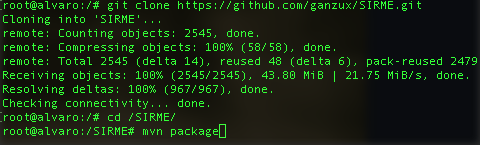 root@alvaro:/# git clone https://github.com/ganzux/SIRME.git
Cloning into 'SIRME'...
remote: Counting objects: 2545, done.
remote: Compressing objects: 100% (58/58), done.
remote: Total 2545 (delta 14), reused 48 (delta 6), pack-reused 2479
Receiving objects: 100% (2545/2545), 43.80 MiB | 21.75 MiB/s, done.
Resolving deltas: 100% (967/967), done.
Checking connectivity... done.
root@alvaro:/# cd /SIRME/
root@alvaro:/SIRME# mvn package